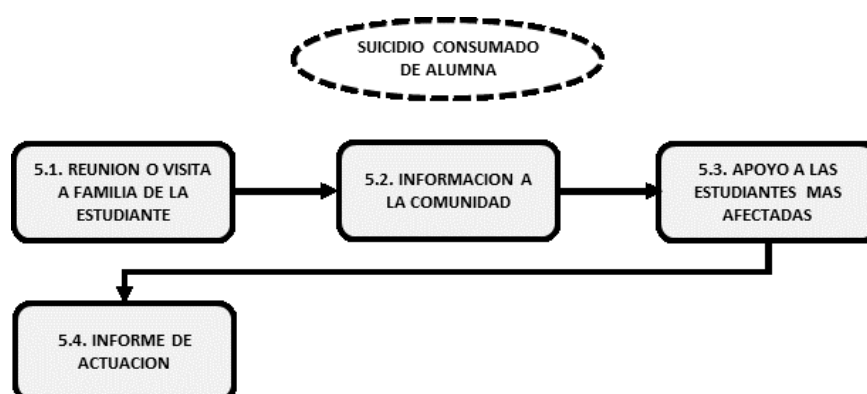 SUICIDIO CONSUMADO
DE ALUMNA
5.1. REUNION O VISITA
A FAMILIA DE LA
ESTUDIANTE
5.2. INFORMACION A
LA COMUNIDAD
5.3. APOYO A LAS
ESTUDIANTES MAS
AFECTADAS
5.4. INFORME DE
ACTUACION